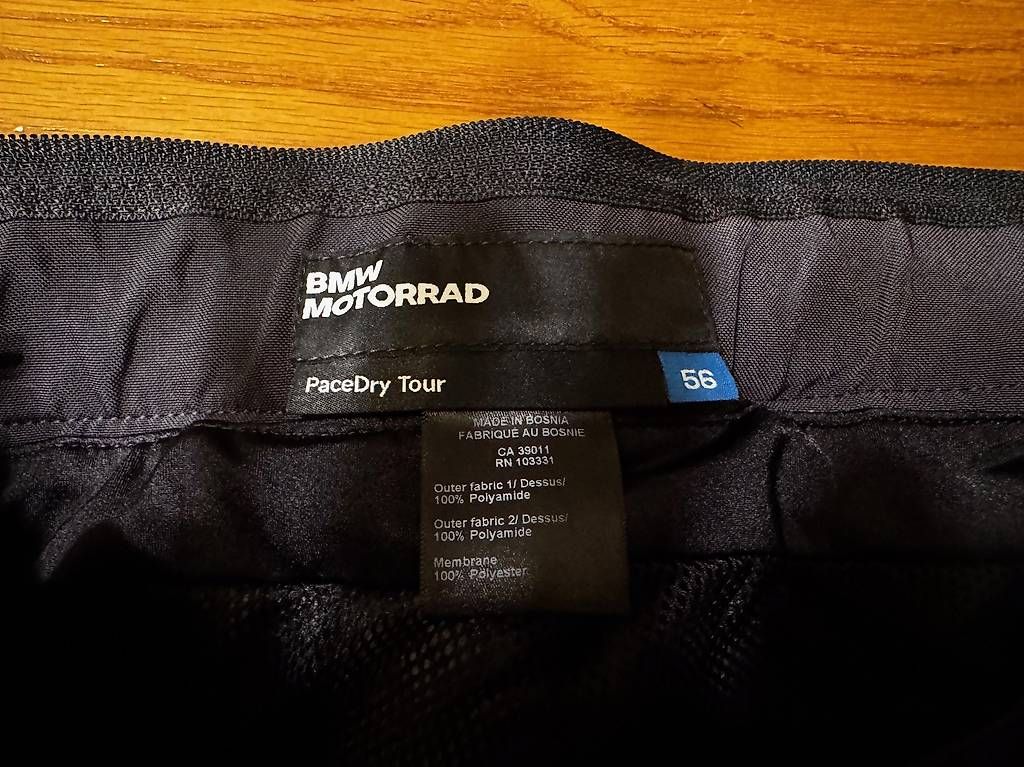 BMW
MOTORRAD
PaceDry Tour
56
MADE IN BOSNIA
FABRIQUÉ AU BOSNIE
CA 39011
RN 103331
Outer fabric 1/ Dessus/
100% Polyamide
Outer fabric 2/ Dessus/
100% Polyamide
Membrane
100% Polyester